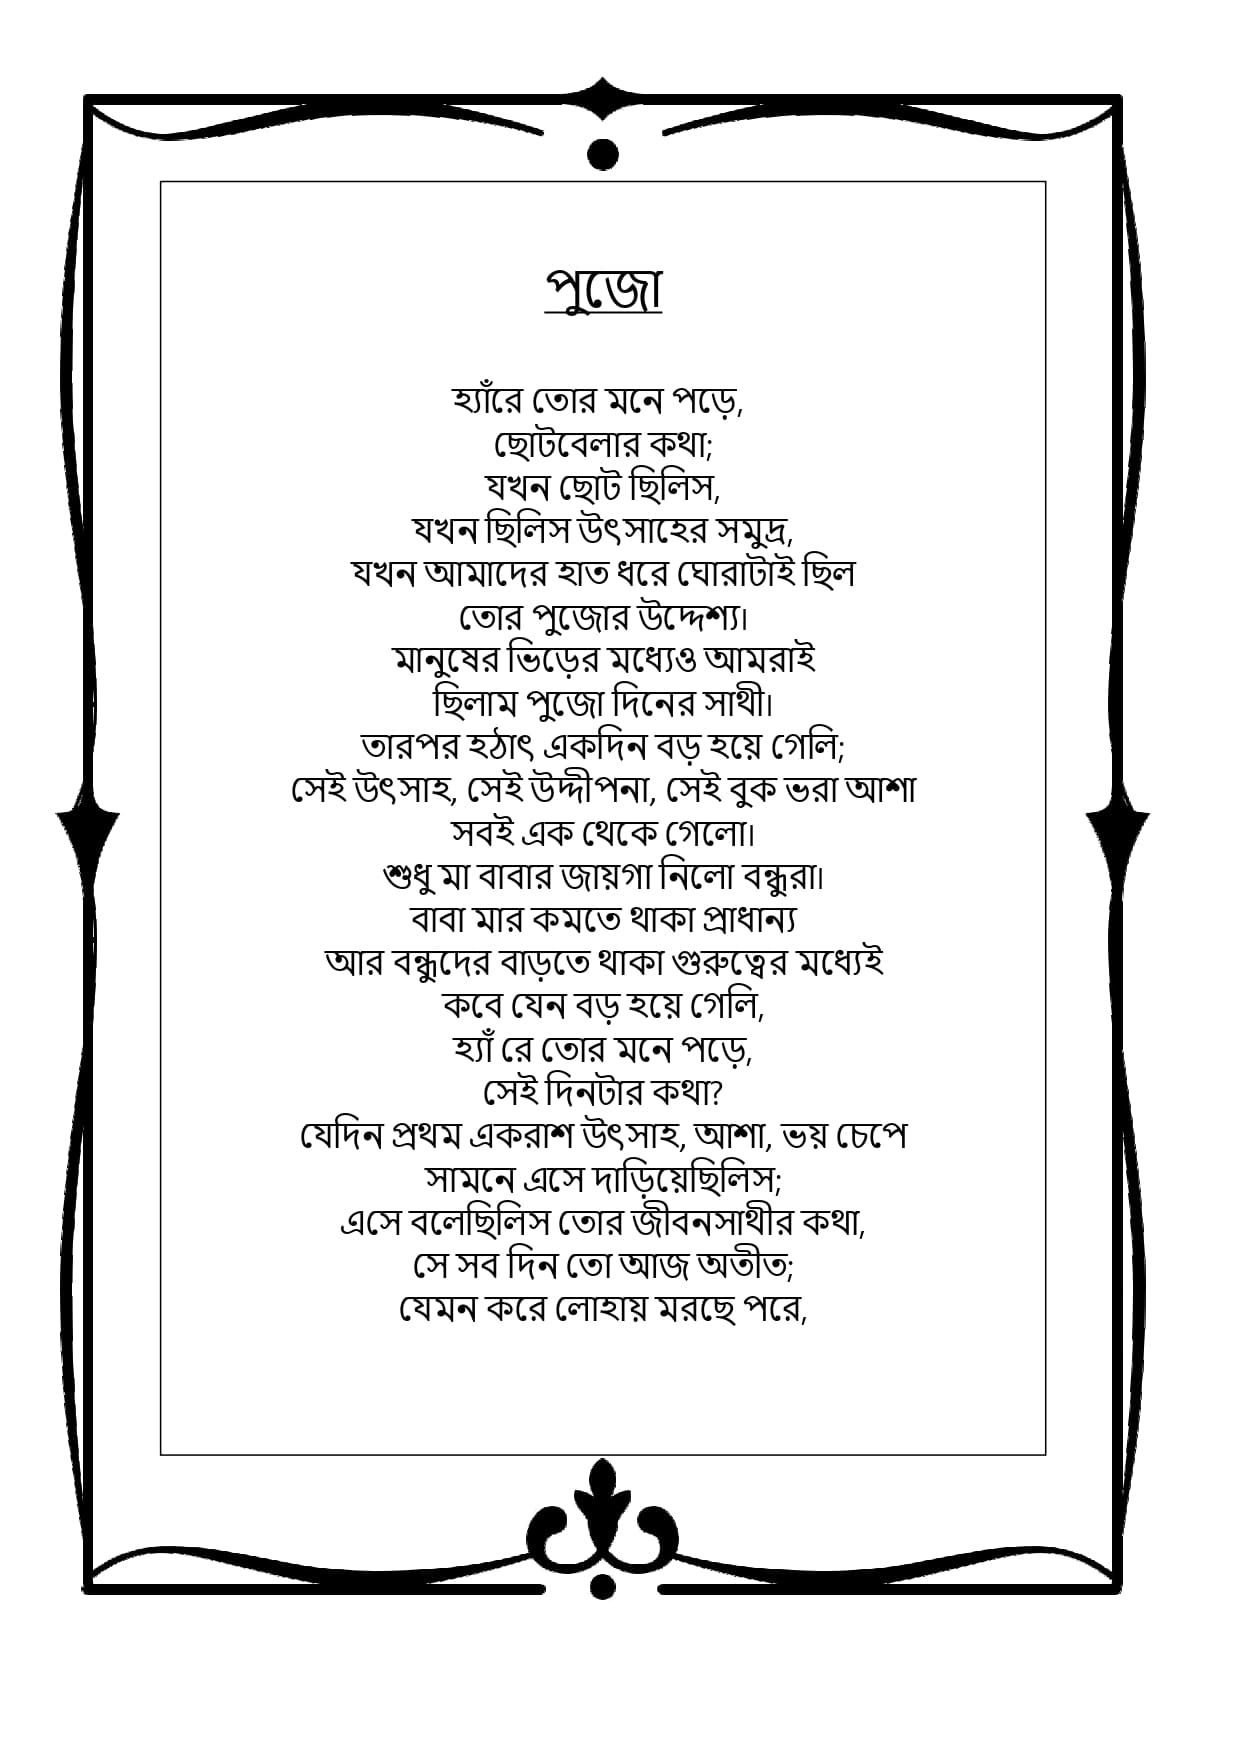 পুজো
হ্যাঁরে তোর মনে পড়ে,
ছোটবেলার কথা;
যখন ছোট ছিলিস,
যখন ছিলিস উৎসাহের সমুদ্র,
যখন আমাদের হাত ধরে ঘোরাটাই ছিল
তোর পুজোর উদ্দেশ্য।
মানুষের ভিড়ের মধ্যেও আমরাই
ছিলাম পুজো দিনের সাথী।
তারপর হঠাৎ একদিন বড় হয়ে গেলি;
সেই উৎসাহ, সেই উদ্দীপনা, সেই বুক ভরা আশা
সবই এক থেকে গেলো।
শুধু মা বাবার জায়গা নিলো বন্ধুরা।
বাবা মার কমতে থাকা প্রাধান্য
আর বন্ধুদের বাড়তে থাকা গুরুত্বের মধ্যেই
কবে যেন বড় হয়ে গেলি,
হ্যাঁ রে তোর মনে পড়ে,
সেই দিনটার কথা?
যেদিন প্রথম একরাশ উৎসাহ, আশা, ভয় চেপে
সামনে এসে দাড়িয়েছিলিস;
এসে বলেছিলিস তোর জীবনসাথীর কথা,
সে সব দিন তো আজ অতীত;
যেমন করে লোহায় মরছে পরে,